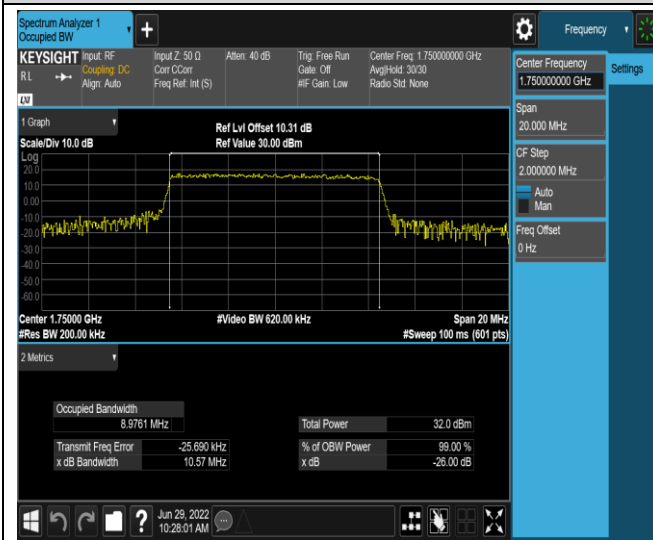 Spectrum Analyzer 1
Occupied BW
Frequency
KEYSIGHT
RL
LXI
Input: RF
Coupling: DC
Align: Auto
Input Z: 50 Ω
Corr CCorr
Freq Ref: Int (S)
Atten: 40 dB
Trig: Free Run
Gate: Off
#IF Gain: Low
Center Freq: 1.750000000 GHz
Avg|Hold: 30/30
Radio Std: None
Center Frequency
1.750000000 GHz
Settings
Span
20.000 MHz
CF Step
2.000000 MHz
Auto
Man
Freq Offset
0 Hz
1 Graph
Scale/Div 10.0 dB
Ref Lvl Offset 10.31 dB
Ref Value 30.00 dBm
Log
20.0
10.0
0.00
-10.0
-20.0
-30.0
-40.0
-50.0
-60.0
Center 1.75000 GHz
#Video BW 620.00 kHz
Span 20 MHz
#Res BW 200.00 kHz
#Sweep 100 ms (601 pts)
2 Metrics
Occupied Bandwidth
8.9761 MHz
Total Power 32.0 dBm
Transmit Freq Error -25.690 kHz
% of OBW Power 99.00 %
x dB Bandwidth 10.57 MHz
x dB -26.00 dB
?
Jun 29, 2022
10:28:01 AM